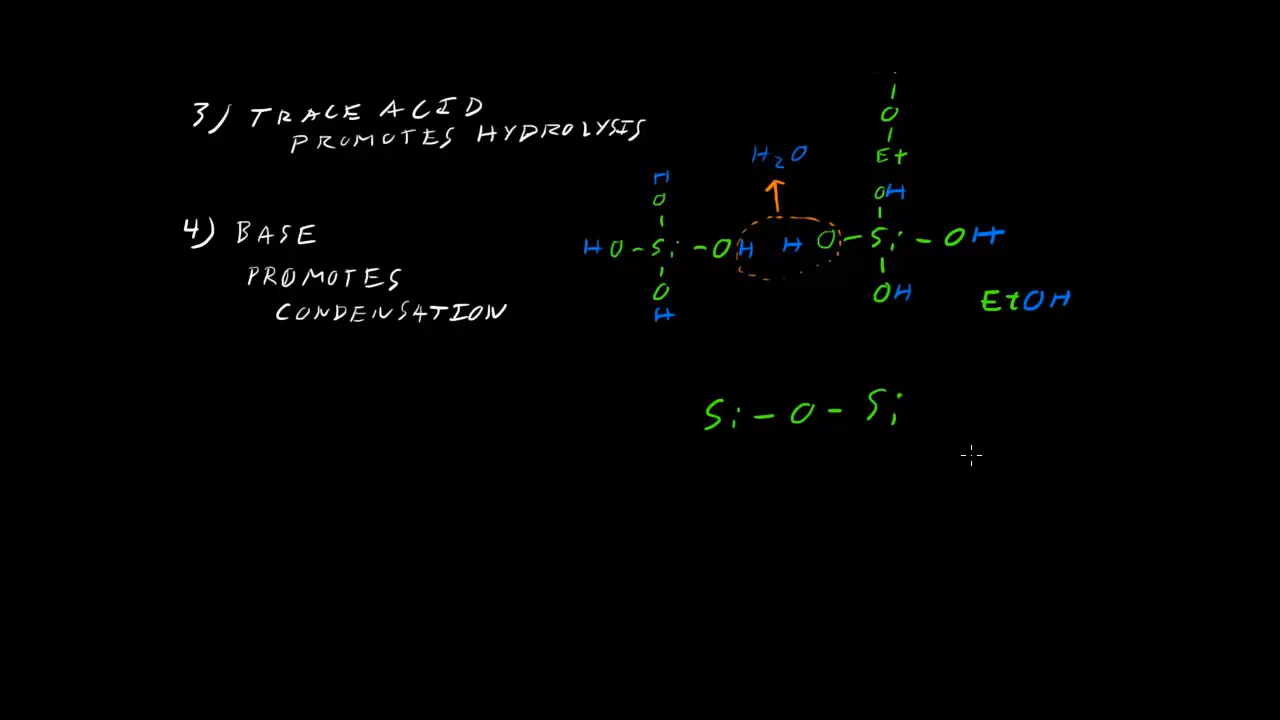 3) TRACE ACID
PROMOTES HYDROLYSIS
4) BASE
PROMOTES
CONDENSATION
O
Et
H2O
H
O
HO-Si-OH
O
H
OH
HO-Si-OH
OH
EtOH
Si-O-Si